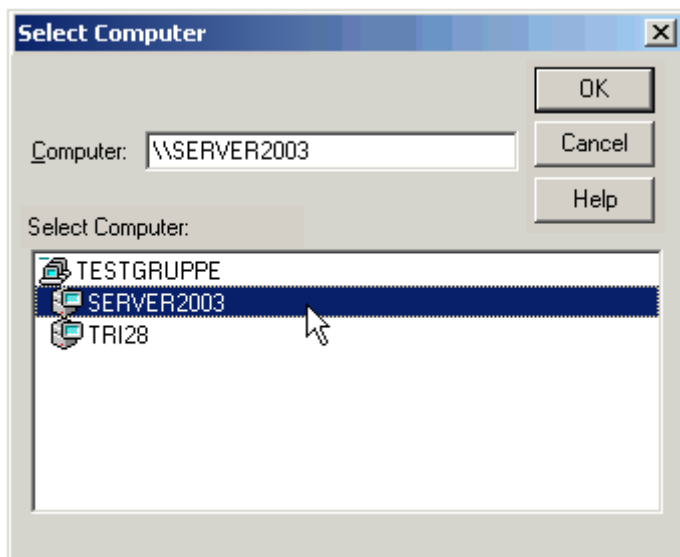 Select Computer
OK
Computer: \\SERVER2003
Cancel
Help
Select Computer:
TESTGRUPPE
SERVER2003
TRI28